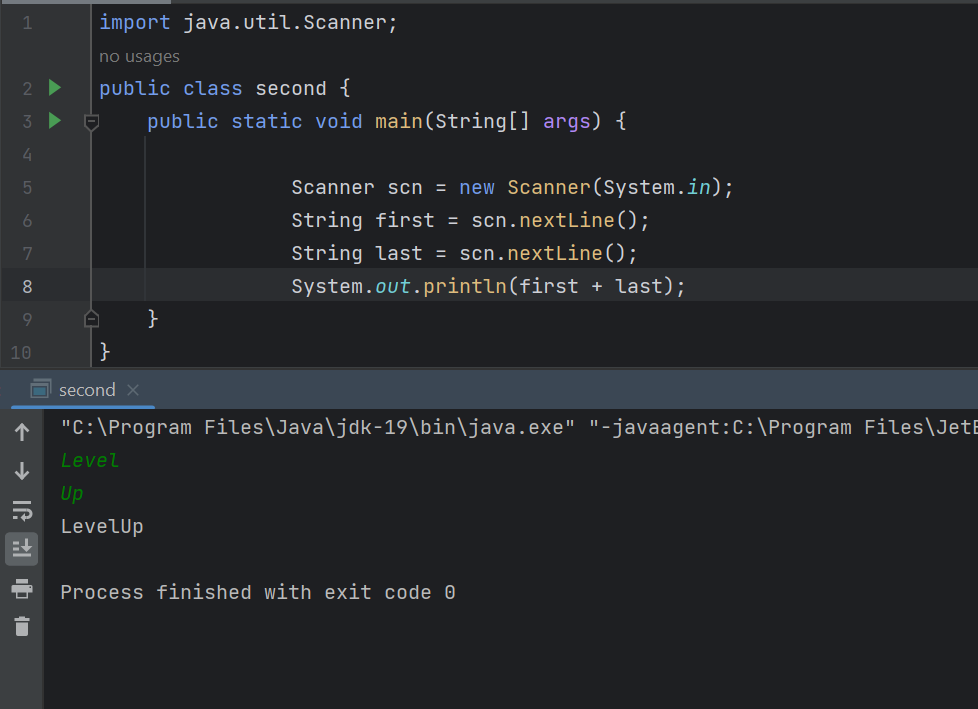 1 import java.util.Scanner;
no usages
2 public class second {
3 public static void main(String[] args) {
4
5 Scanner scn = new Scanner(System.in);
6 String first = scn.nextLine();
7 String last = scn.nextLine();
8 System.out.println(first + last);
9 }
10 }
second
"C:\Program Files\Java\jdk-19\bin\java.exe" "-javaagent:C:\Program Files\JetB
Level
Up
LevelUp
Process finished with exit code 0